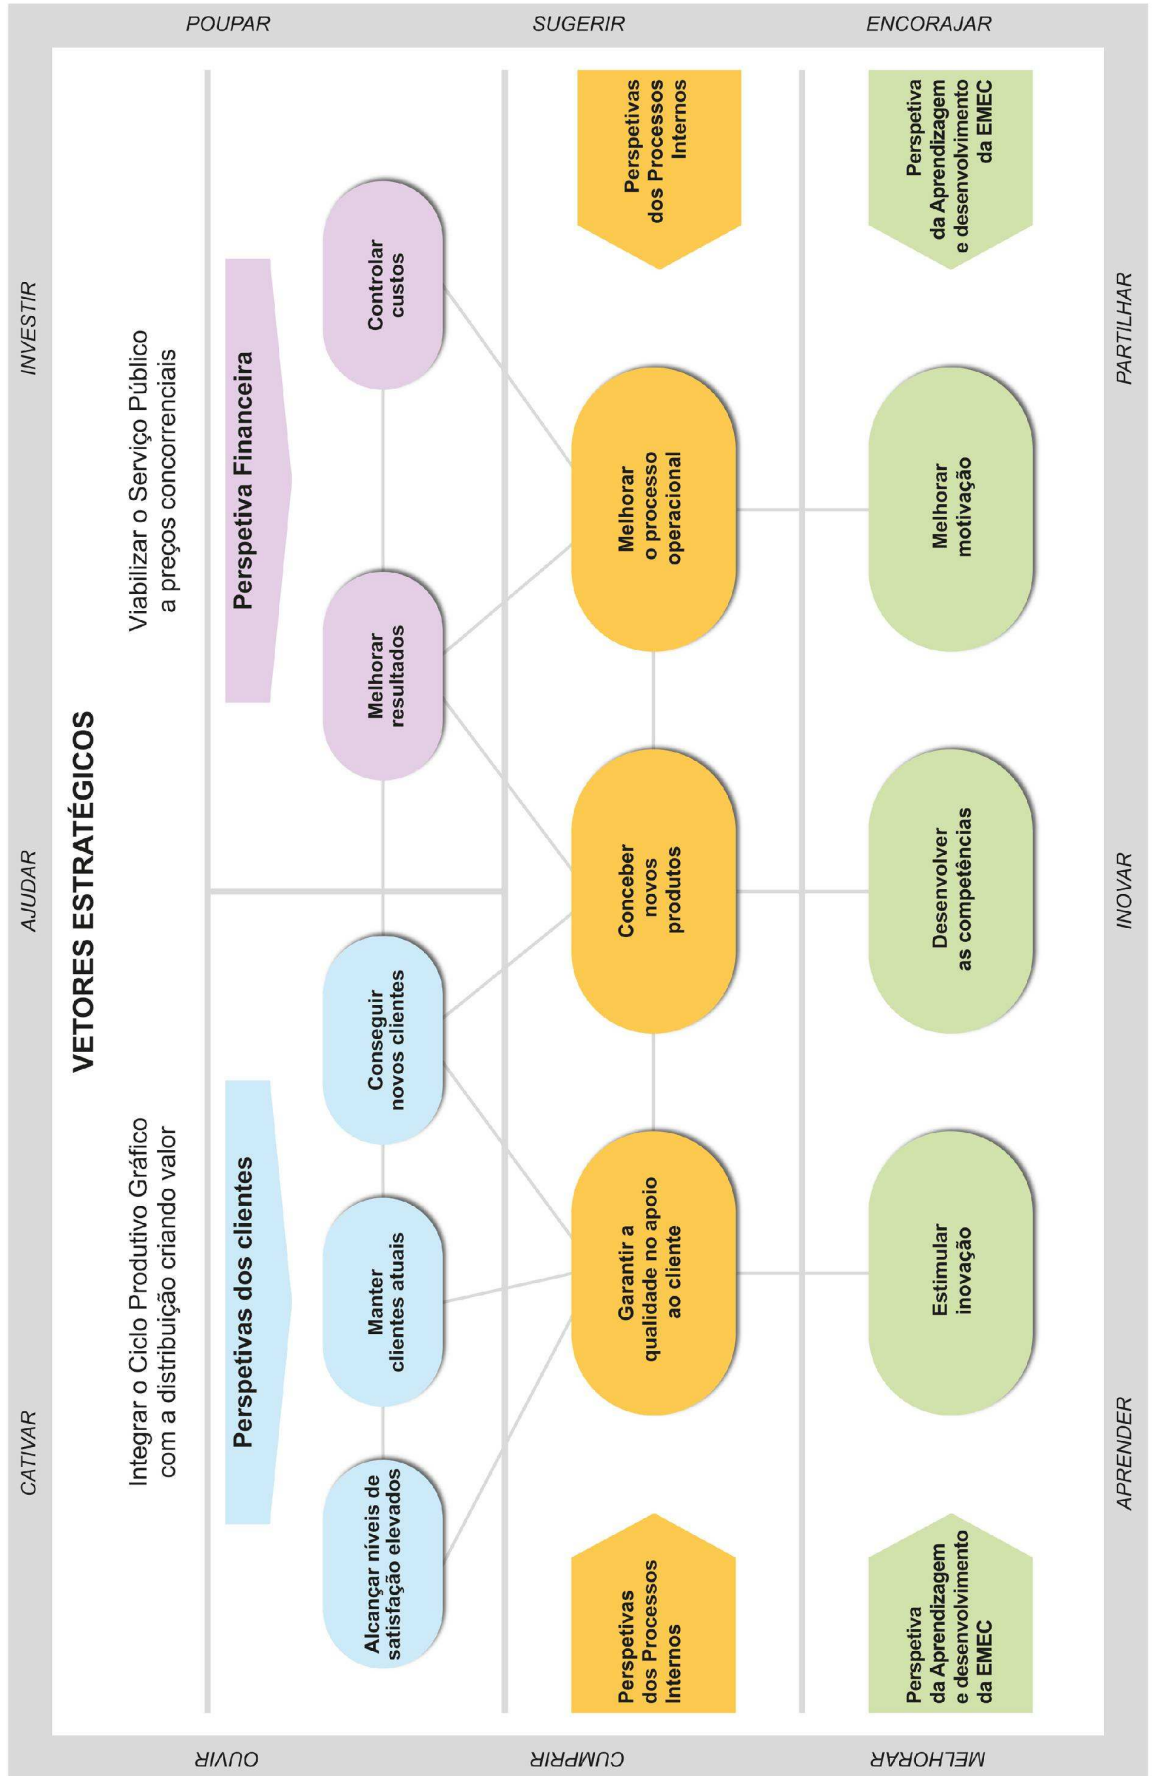 CATIVAR
AJUDAR
INVESTIR
VETORES ESTRATÉGICOS
Integrar o Ciclo Produtivo Gráfico
com a distribuição criando valor
Viabilizar o Serviço Público
a preços concorrenciais
OUVIR
POUPAR
Perspetivas dos clientes
Perspetiva Financeira
Alcançar níveis de
satisfação elevados
Manter
clientes atuais
Conseguir
novos clientes
Melhorar
resultados
Controlar
custos
CUMPRIR
SUGERIR
Perspetivas
dos Processos
Internos
Garantir a
qualidade no apoio
ao cliente
Conceber
novos
produtos
Melhorar
o processo
operacional
Perspetivas
dos Processos
Internos
MELHORAR
ENCORAJAR
Perspetiva
da Aprendizagem
e desenvolvimento
da EMEC
Estimular
inovação
Desenvolver
as competências
Melhorar
motivação
Perspetiva
da Aprendizagem
e desenvolvimento
da EMEC
APRENDER
INOVAR
PARTILHAR